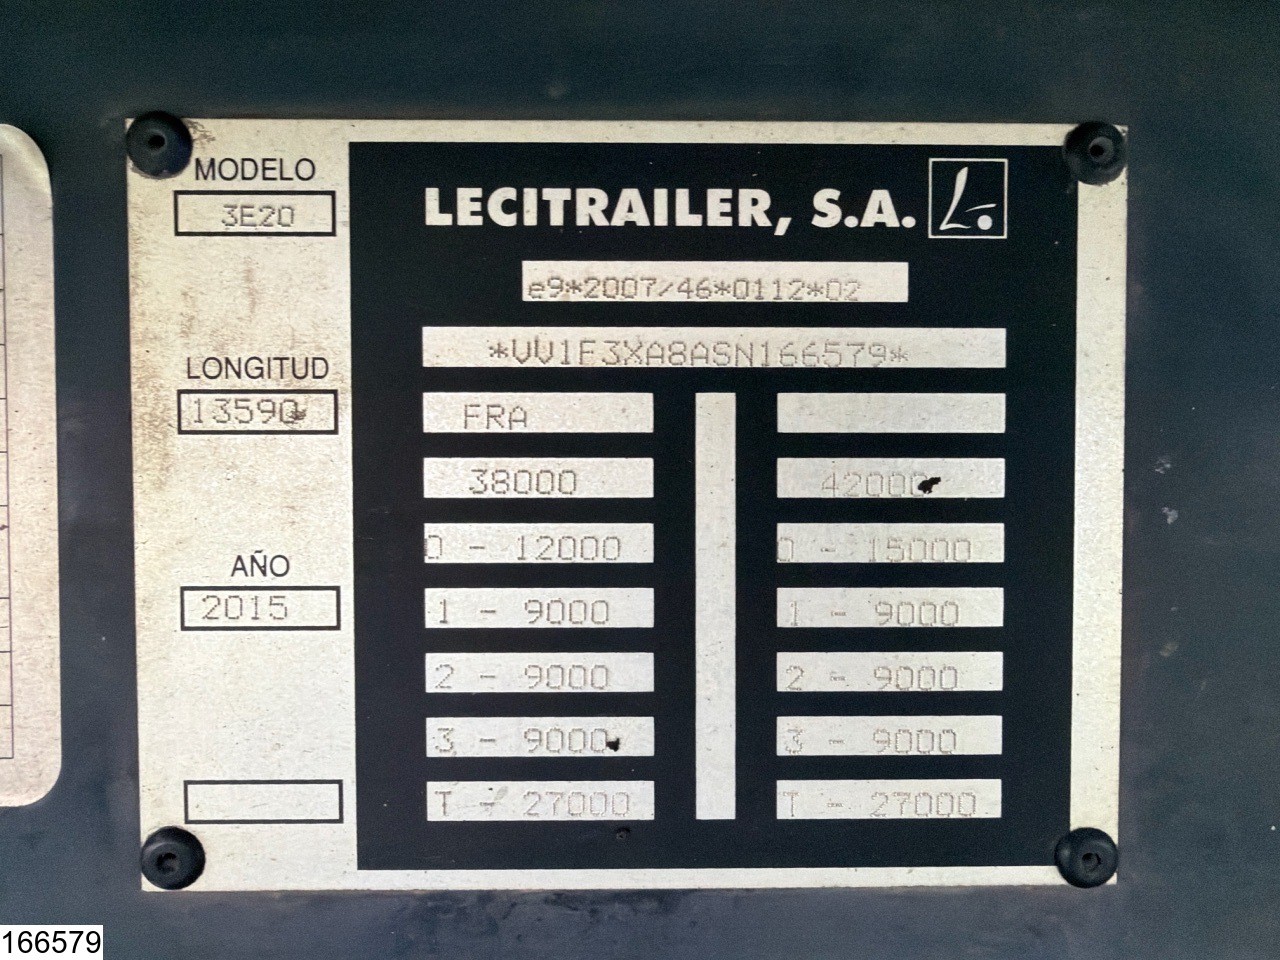 MODELO
3E20
LONGITUD
13590
AÑO
2015
LECITRAILER, S.A.
e9*2007/46*0112*02
*VV1F3XA8ASN166579*
FRA
38000 42000
0 - 12000 0 - 15000
1 - 9000 1 - 9000
2 - 9000 2 - 9000
3 - 9000 3 - 9000
T - 27000 T - 27000
166579